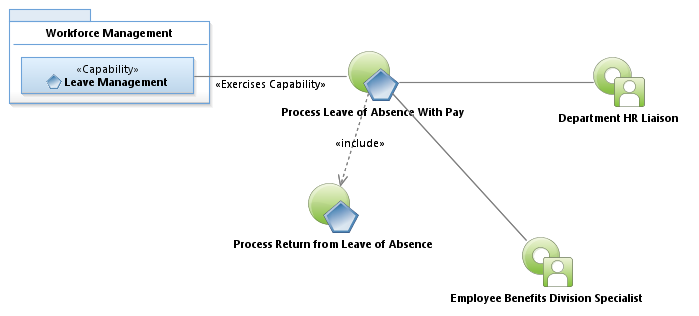 Workforce Management
«Capability»
Leave Management
«Exercises Capability»
Process Leave of Absence With Pay
Department HR Liaison
«include»
Process Return from Leave of Absence
Employee Benefits Division Specialist